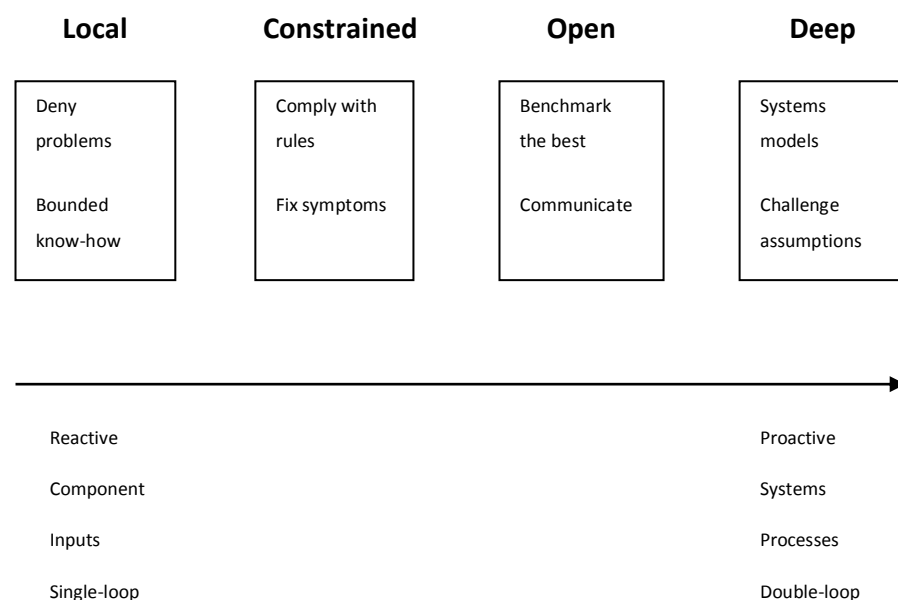 Local Constrained Open Deep
Deny
problems
Bounded
know-how
Comply with
rules
Fix symptoms
Benchmark
the best
Communicate
Systems
models
Challenge
assumptions
Reactive Proactive
Component Systems
Inputs Processes
Single-loop Double-loop